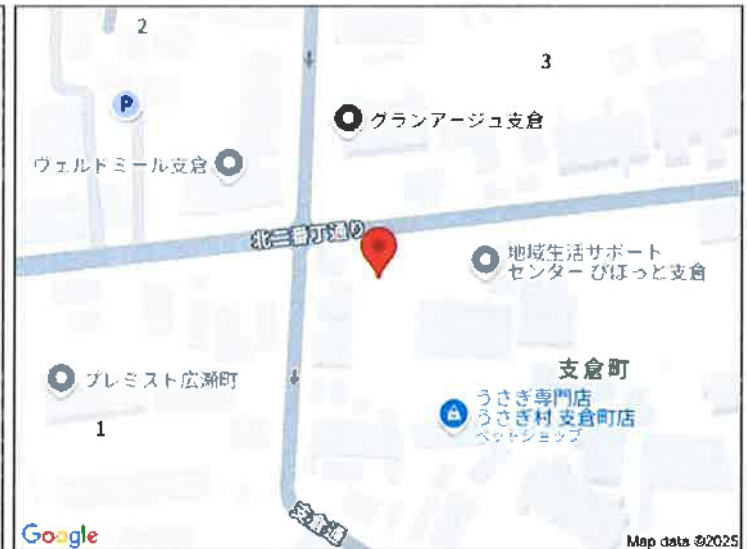 2
3
P
グランアージュ支倉
ヴェルドミール支倉
北二番丁通り
地域生活サポート
センター ぴぼっと支倉
プレミスト広瀬町
支倉町
うさぎ専門店
うさぎ村 支倉町店
ペットショップ
1
支倉通
Google
Map data ©2025